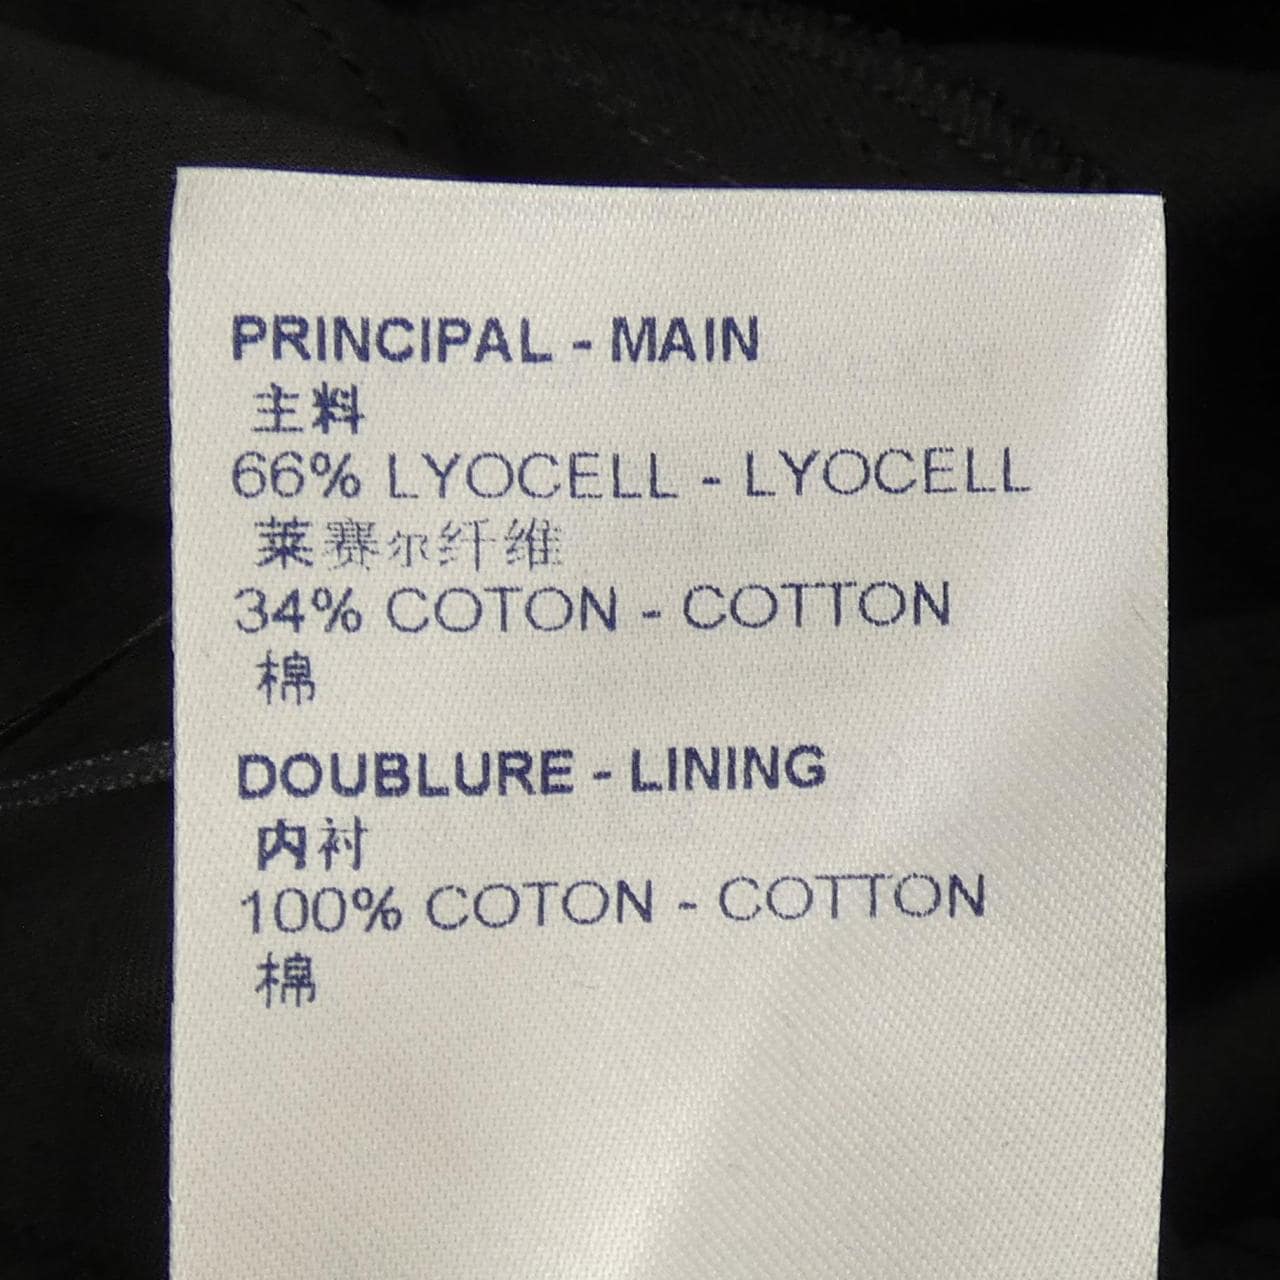 PRINCIPAL - MAIN
主料
66% LYOCELL - LYOCELL
莱赛尔纤维
34% COTON - COTTON
棉
DOUBLURE - LINING
内衬
100% COTON - COTTON
棉